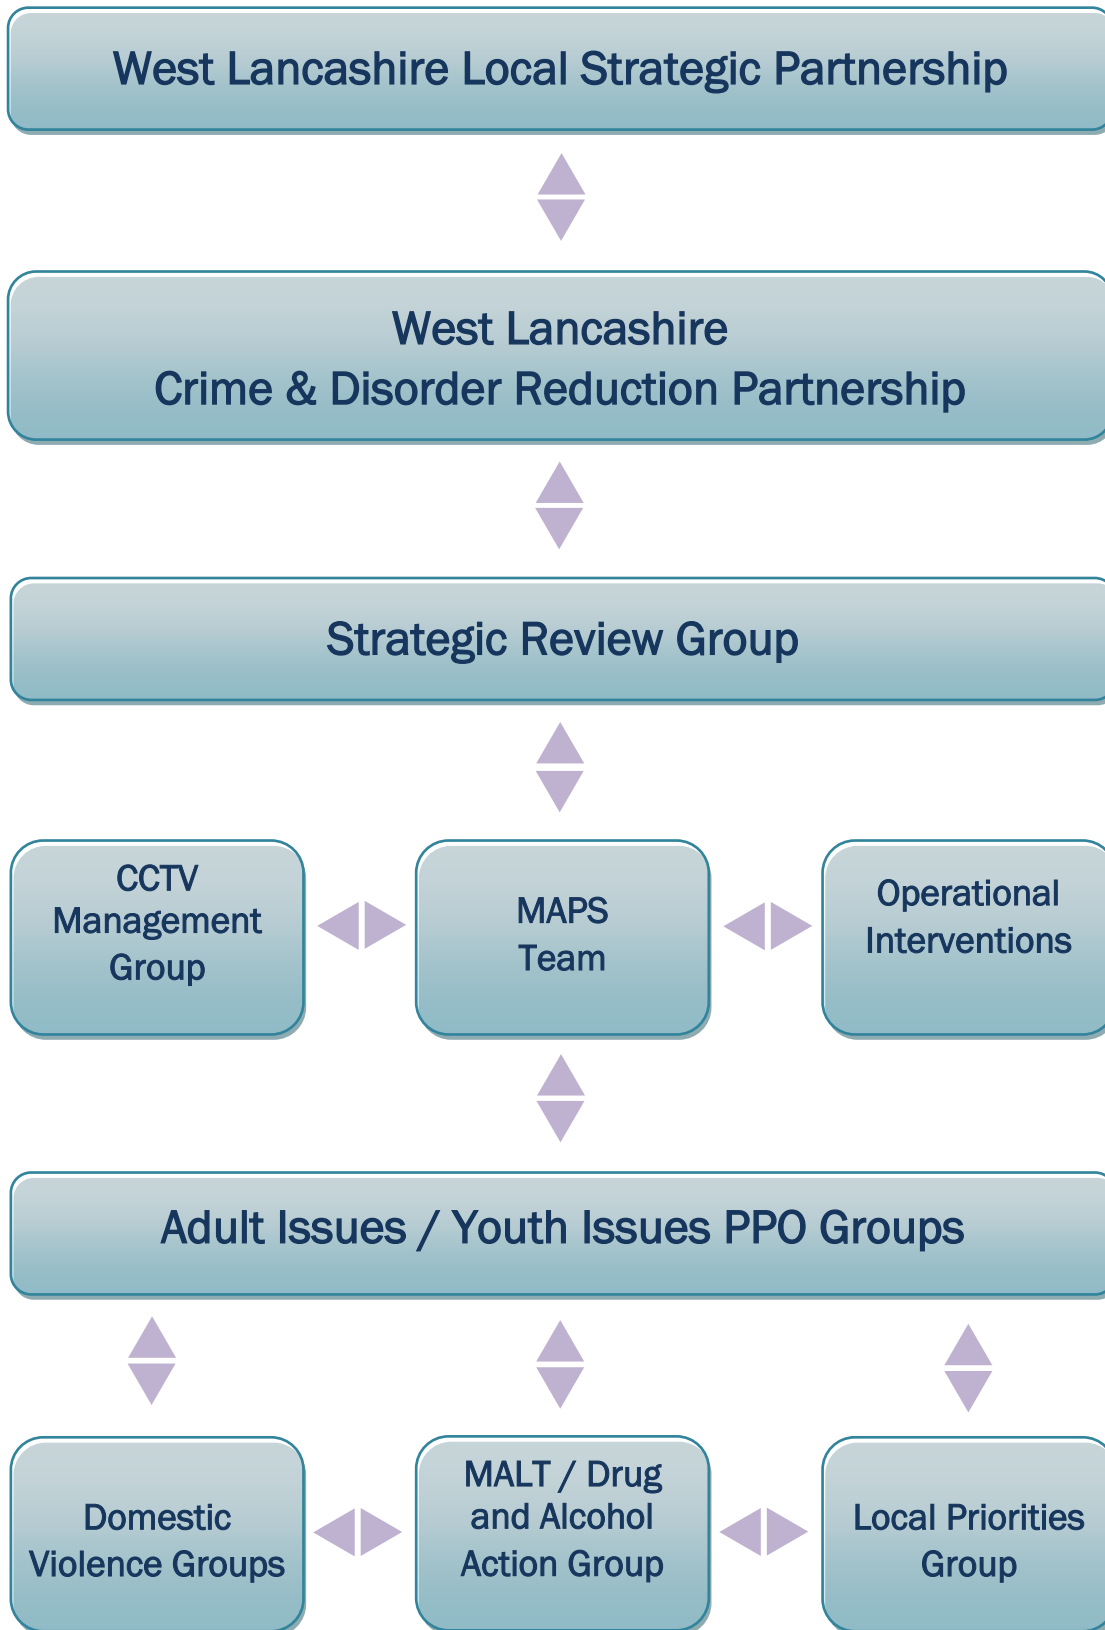 West Lancashire Local Strategic Partnership
West Lancashire
Crime & Disorder Reduction Partnership
Strategic Review Group
CCTV
Management
Group
MAPS
Team
Operational
Interventions
Adult Issues / Youth Issues PPO Groups
Domestic
Violence Groups
MALT / Drug
and Alcohol
Action Group
Local Priorities
Group